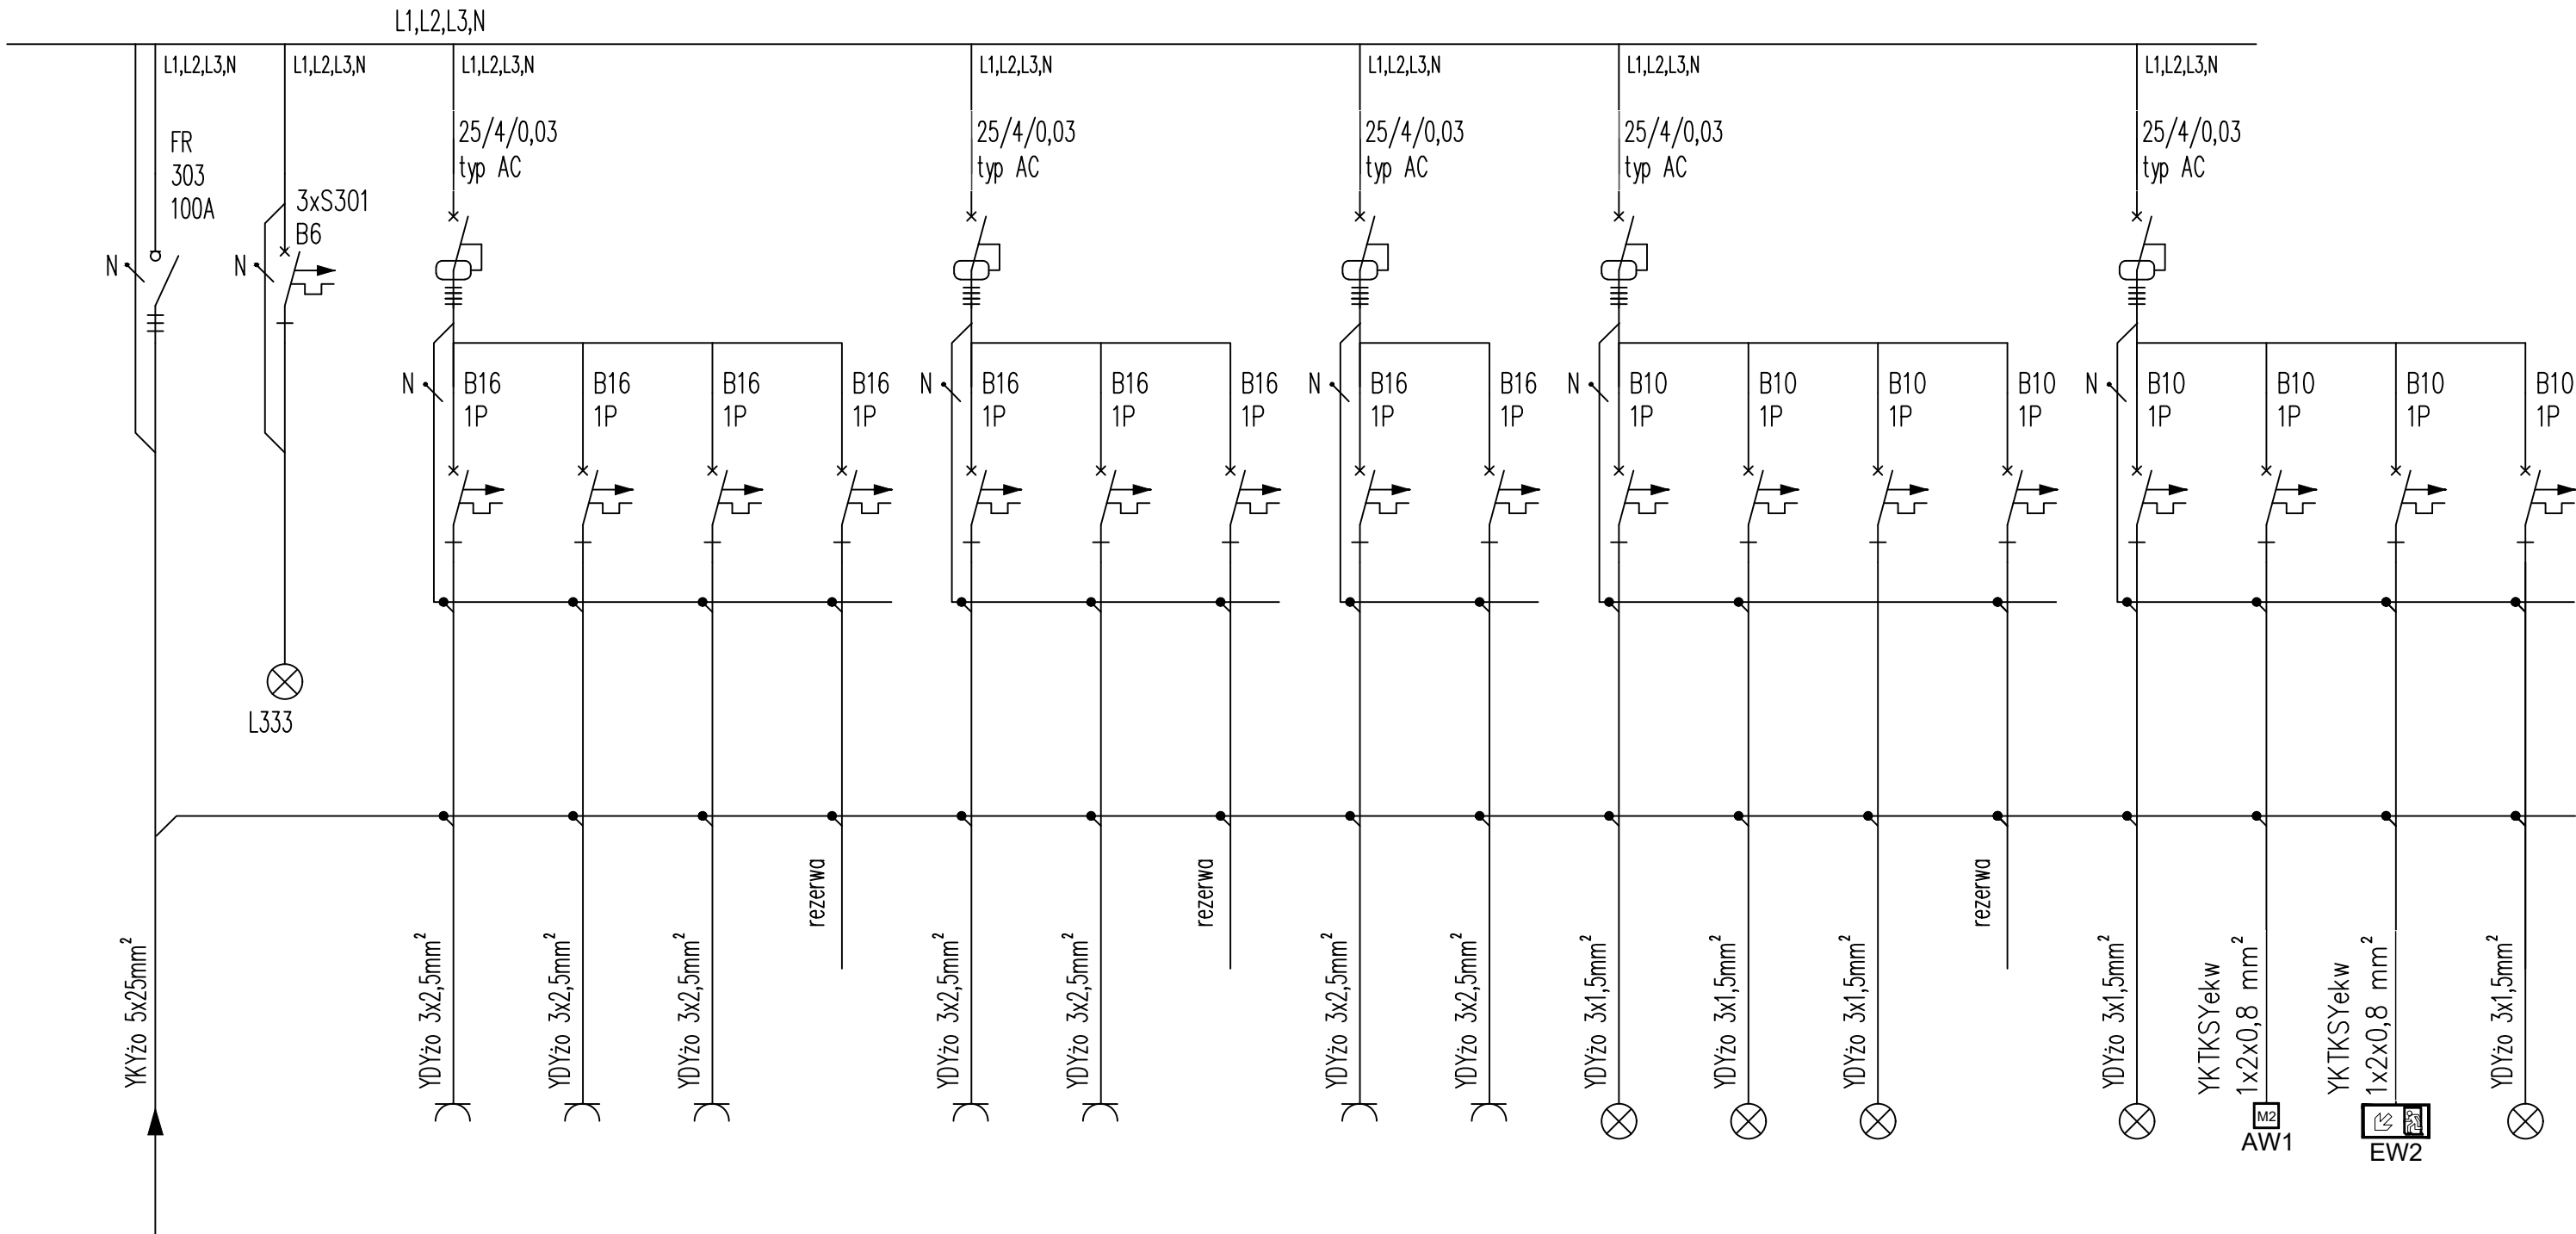 L1,L2,L3,N
L1,L2,L3,N
L1,L2,L3,N
L1,L2,L3,N
L1,L2,L3,N
L1,L2,L3,N
L1,L2,L3,N
L1,L2,L3,N
FR
303
100A
N
3xS301
B6
N
L333
25/4/0,03
typ AC
25/4/0,03
typ AC
25/4/0,03
typ AC
25/4/0,03
typ AC
25/4/0,03
typ AC
N
B16
1P
B16
1P
B16
1P
B16
1P
N
B16
1P
B16
1P
B16
1P
N
B16
1P
B16
1P
N
B10
1P
B10
1P
B10
1P
B10
1P
N
B10
1P
B10
1P
B10
1P
B10
1P
YKYżo 5x25mm²
YDYżo 3x2,5mm²
YDYżo 3x2,5mm²
YDYżo 3x2,5mm²
rezerwa
YDYżo 3x2,5mm²
YDYżo 3x2,5mm²
rezerwa
YDYżo 3x2,5mm²
YDYżo 3x2,5mm²
YDYżo 3x1,5mm²
YDYżo 3x1,5mm²
YDYżo 3x1,5mm²
rezerwa
YDYżo 3x1,5mm²
YKTKSYekw
1x2x0,8 mm²
YKTKSYekw
1x2x0,8 mm²
YDYżo 3x1,5mm²
M2
AW1
EW2